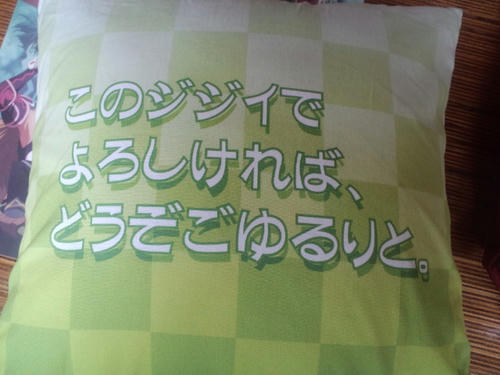 このジジイで
よろしければ、
どうぞごゆるりと。